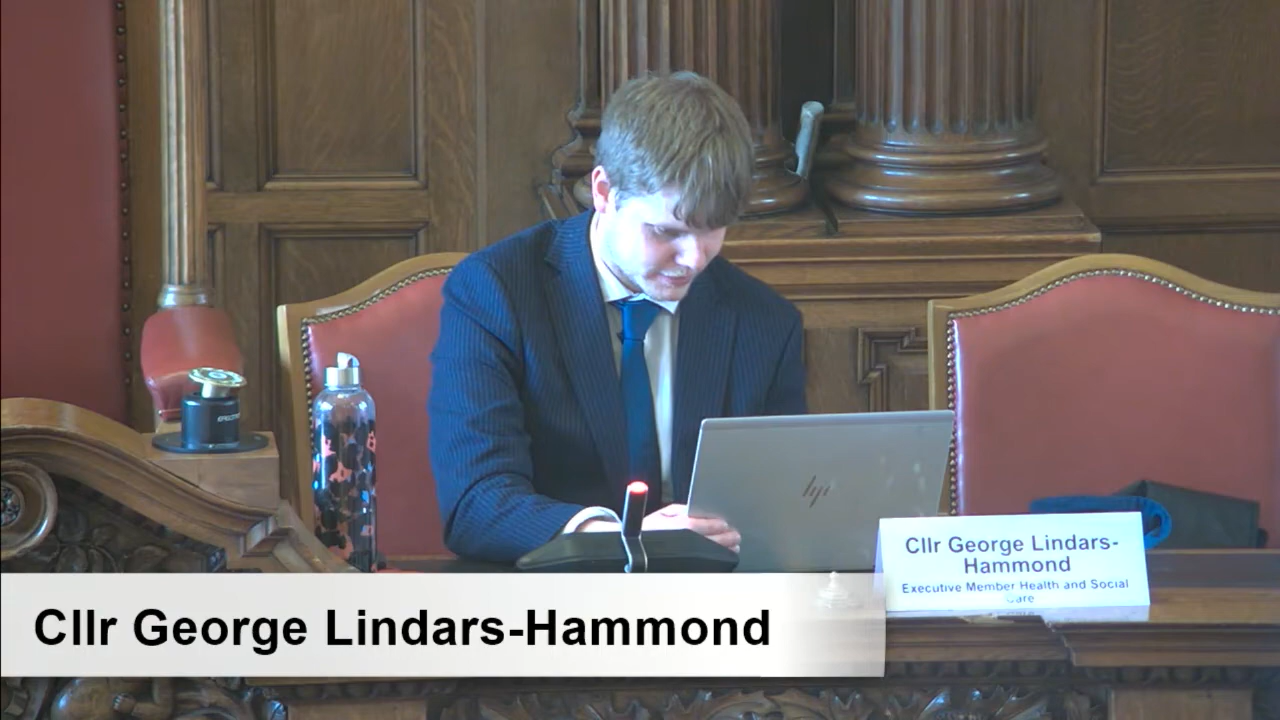 hp
Cllr George Lindars-
Hammond
Executive Member Health and Social
Care
Cllr George Lindars-Hammond